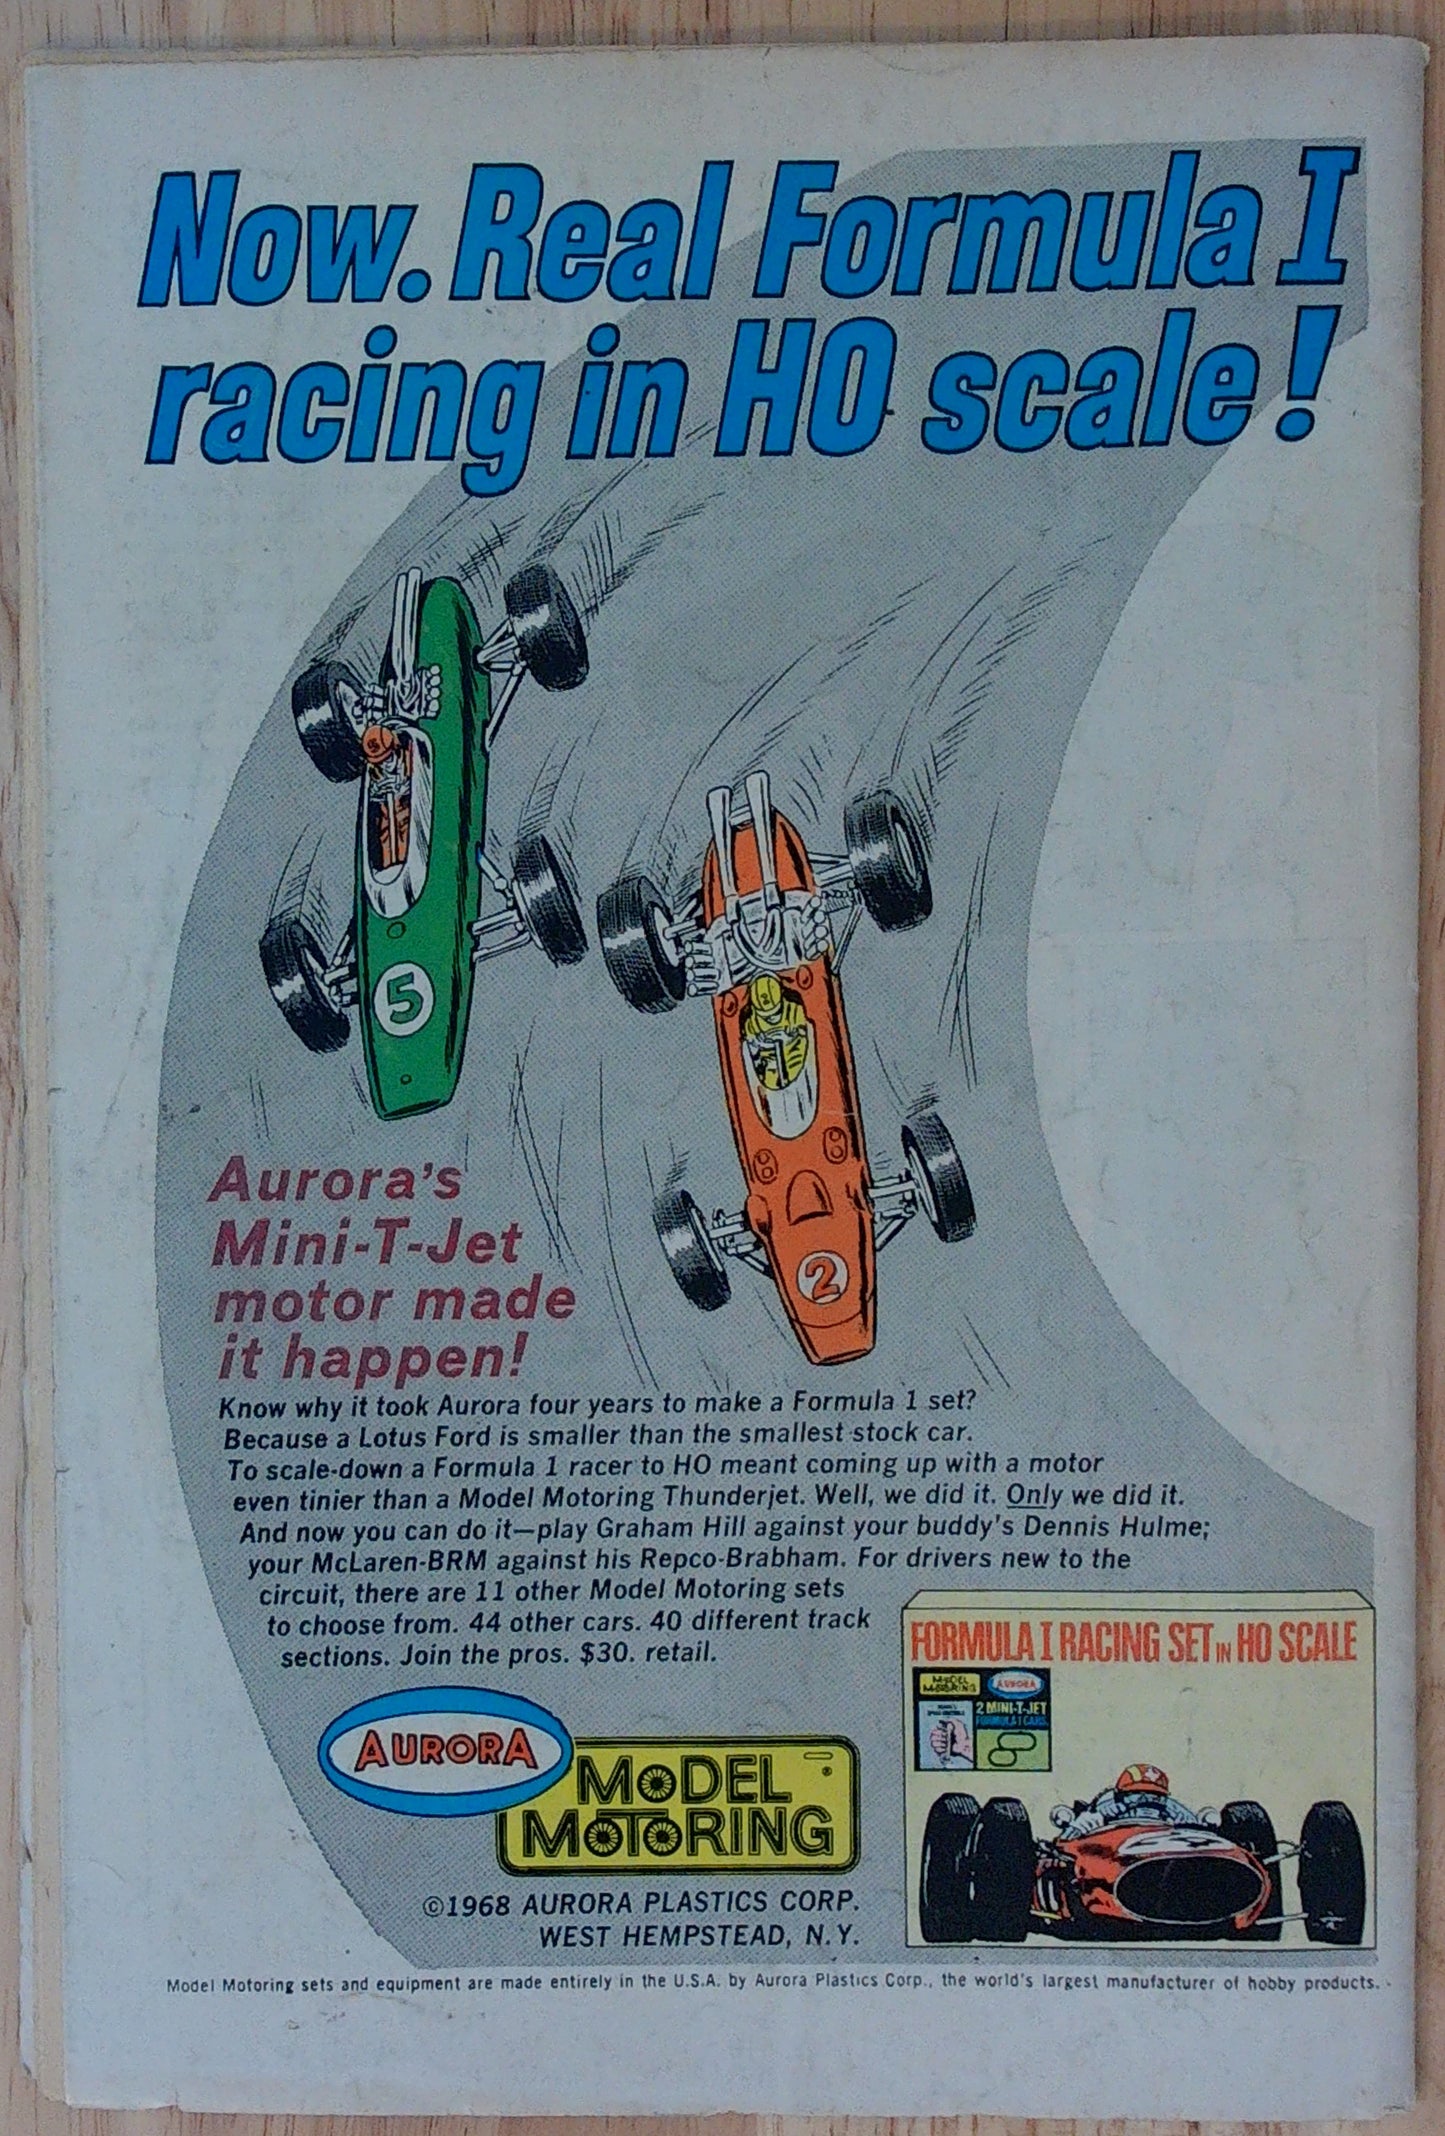 Now. Real Formula I
racing in HO scale!
5
2
Aurora's
Mini-T-Jet
motor made
it happen!
Know why it took Aurora four years to make a Formula 1 set?
Because a Lotus Ford is smaller than the smallest stock car.
To scale-down a Formula 1 racer to HO meant coming up with a motor
even tinier than a Model Motoring Thunderjet. Well, we did it. Only we did it.
And now you can do it—play Graham Hill against your buddy's Dennis Hulme;
your McLaren-BRM against his Repco-Brabham. For drivers new to the
circuit, there are 11 other Model Motoring sets
to choose from. 44 other cars. 40 different track
sections. Join the pros. $30. retail.
FORMULA I RACING SET IN HO SCALE
MODEL MOTORING
AURORA
2 MINI-T-JET
FORMULA 1 CARS
AURORA
MODEL
MOTORING
®
©1968 AURORA PLASTICS CORP.
WEST HEMPSTEAD, N.Y.
Model Motoring sets and equipment are made entirely in the U.S.A. by Aurora Plastics Corp., the world's largest manufacturer of hobby products.